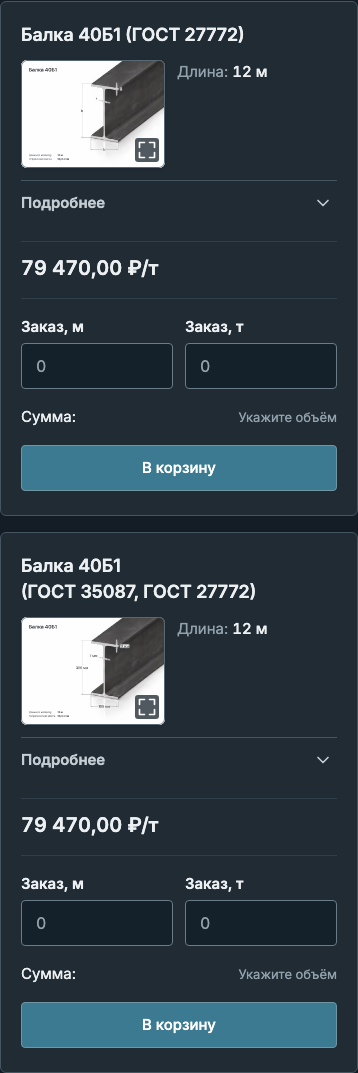 Балка 40Б1 (ГОСТ 27772)
Балка 40Б1
Длина: 12 м
Подробнее
79 470,00 ₽/т
Заказ, м
Заказ, т
0
0
Сумма:
Укажите объём
В корзину
Балка 40Б1
(ГОСТ 35087, ГОСТ 27772)
Балка 40Б1
Длина: 12 м
Подробнее
79 470,00 ₽/т
Заказ, м
Заказ, т
0
0
Сумма:
Укажите объём
В корзину